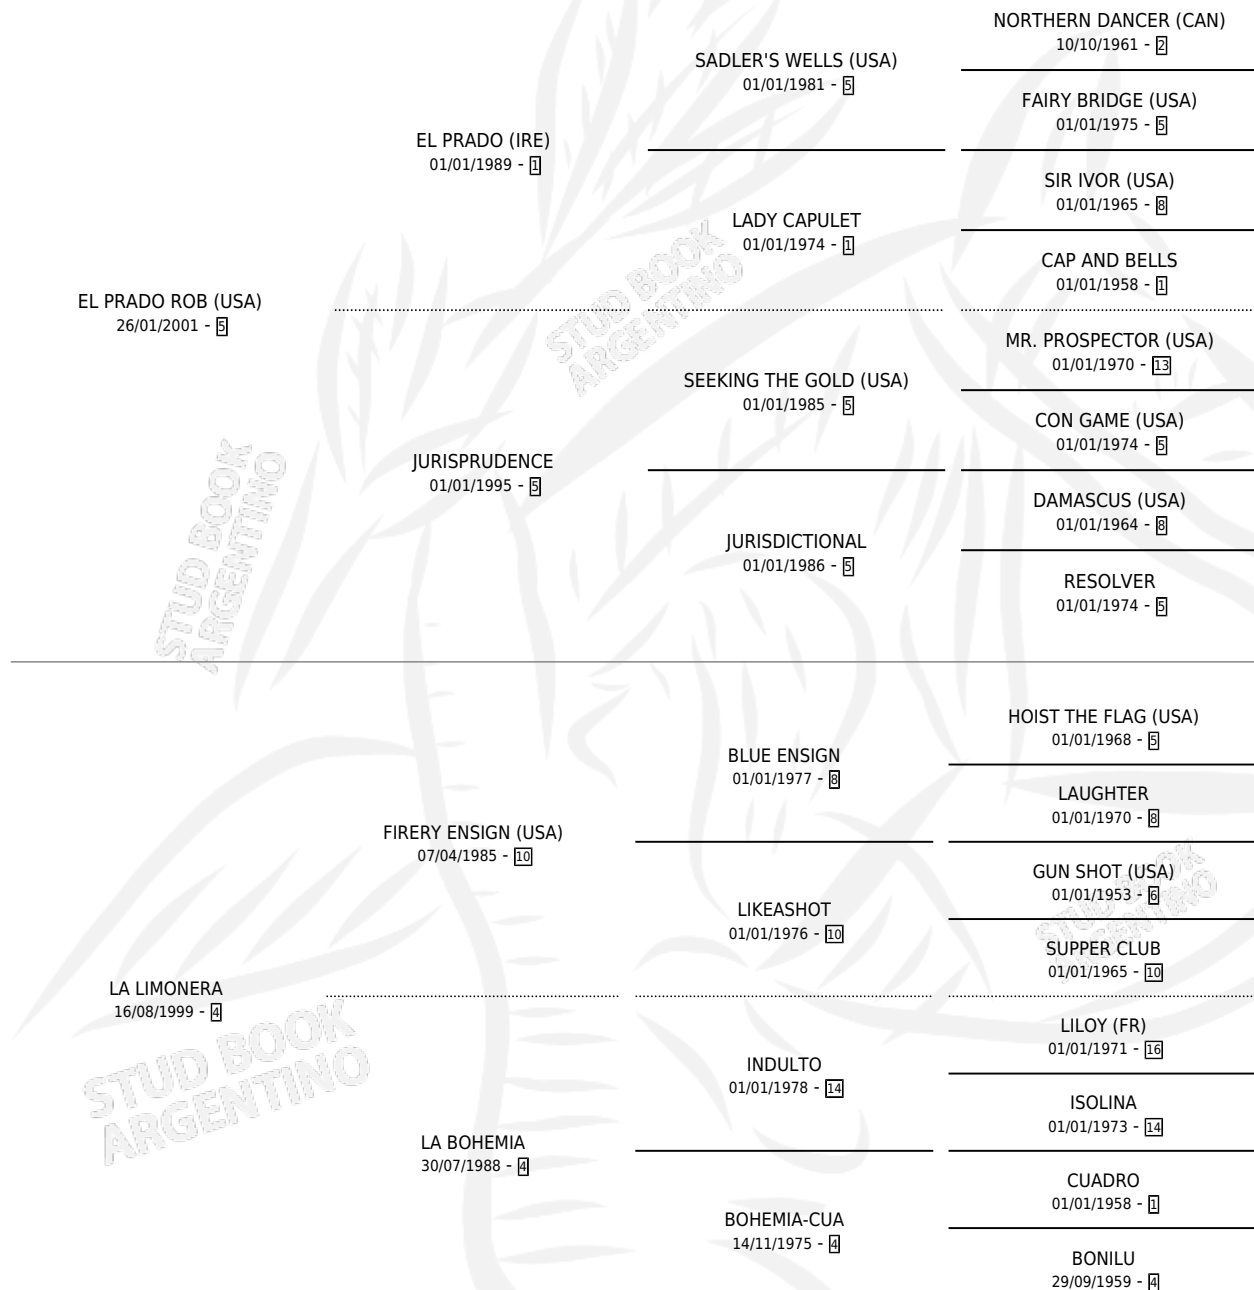 NORTHERN DANCER (CAN)
10/10/1961 - 2
SADLER'S WELLS (USA)
01/01/1981 - 5
FAIRY BRIDGE (USA)
01/01/1975 - 5
EL PRADO (IRE)
01/01/1989 - 1
SIR IVOR (USA)
01/01/1965 - 8
LADY CAPULET
01/01/1974 - 1
CAP AND BELLS
01/01/1958 - 1
EL PRADO ROB (USA)
26/01/2001 - 5
MR. PROSPECTOR (USA)
01/01/1970 - 13
SEEKING THE GOLD (USA)
01/01/1985 - 5
CON GAME (USA)
01/01/1974 - 5
JURISPRUDENCE
01/01/1995 - 5
DAMASCUS (USA)
01/01/1964 - 8
JURISDICTIONAL
01/01/1986 - 5
RESOLVER
01/01/1974 - 5
HOIST THE FLAG (USA)
01/01/1968 - 5
BLUE ENSIGN
01/01/1977 - 8
LAUGHTER
01/01/1970 - 8
FIRERY ENSIGN (USA)
07/04/1985 - 10
GUN SHOT (USA)
01/01/1953 - 6
LIKEASHOT
01/01/1976 - 10
SUPPER CLUB
01/01/1965 - 10
LA LIMONERA
16/08/1999 - 4
LILOY (FR)
01/01/1971 - 16
INDULTO
01/01/1978 - 14
ISOLINA
01/01/1973 - 14
LA BOHEMIA
30/07/1988 - 4
CUADRO
01/01/1958 - 1
BOHEMIA-CUA
14/11/1975 - 4
BONILU
29/09/1959 - 4
STUD BOOK
ARGENTINO
STUD BOOK
ARGENTINO
STUD BOOK
ARGENTINO
STUD BOOK
ARGENTINO